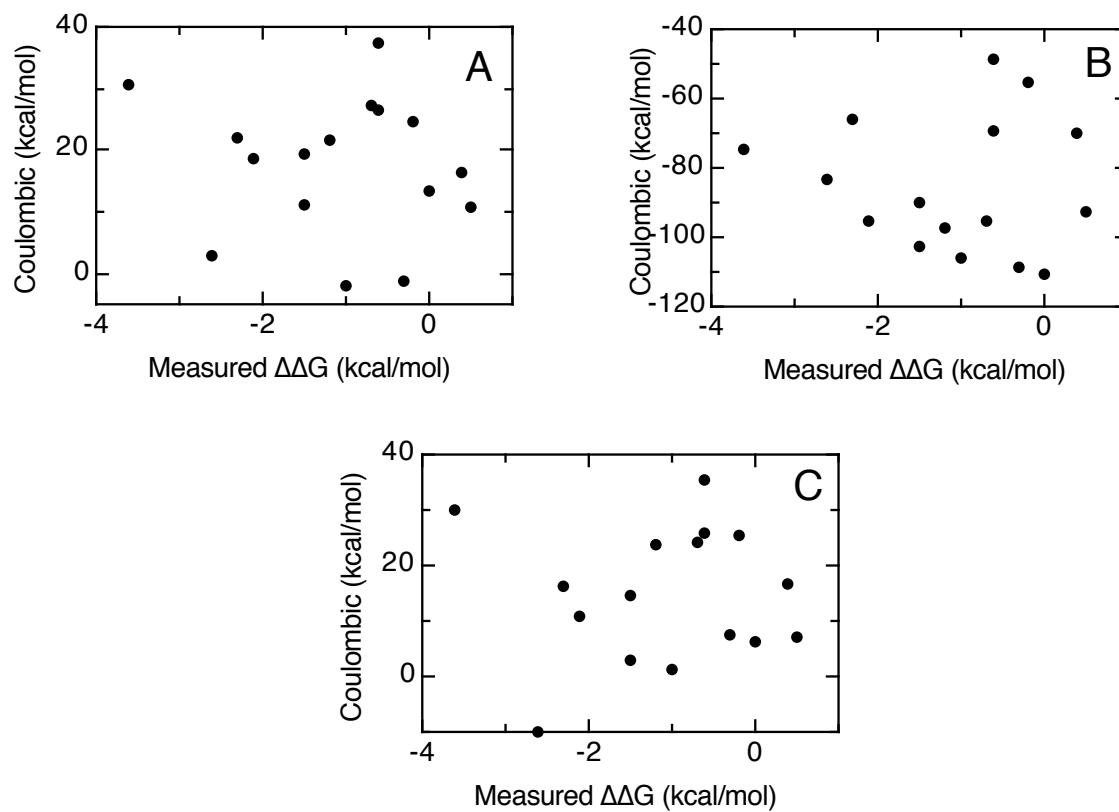 A
Coulombic (kcal/mol)
40
20
0
-4
-2
0
Measured ΔΔG (kcal/mol)
B
Coulombic (kcal/mol)
-40
-60
-80
-100
-120
-4
-2
0
Measured ΔΔG (kcal/mol)
C
Coulombic (kcal/mol)
40
20
0
-4
-2
0
Measured ΔΔG (kcal/mol)